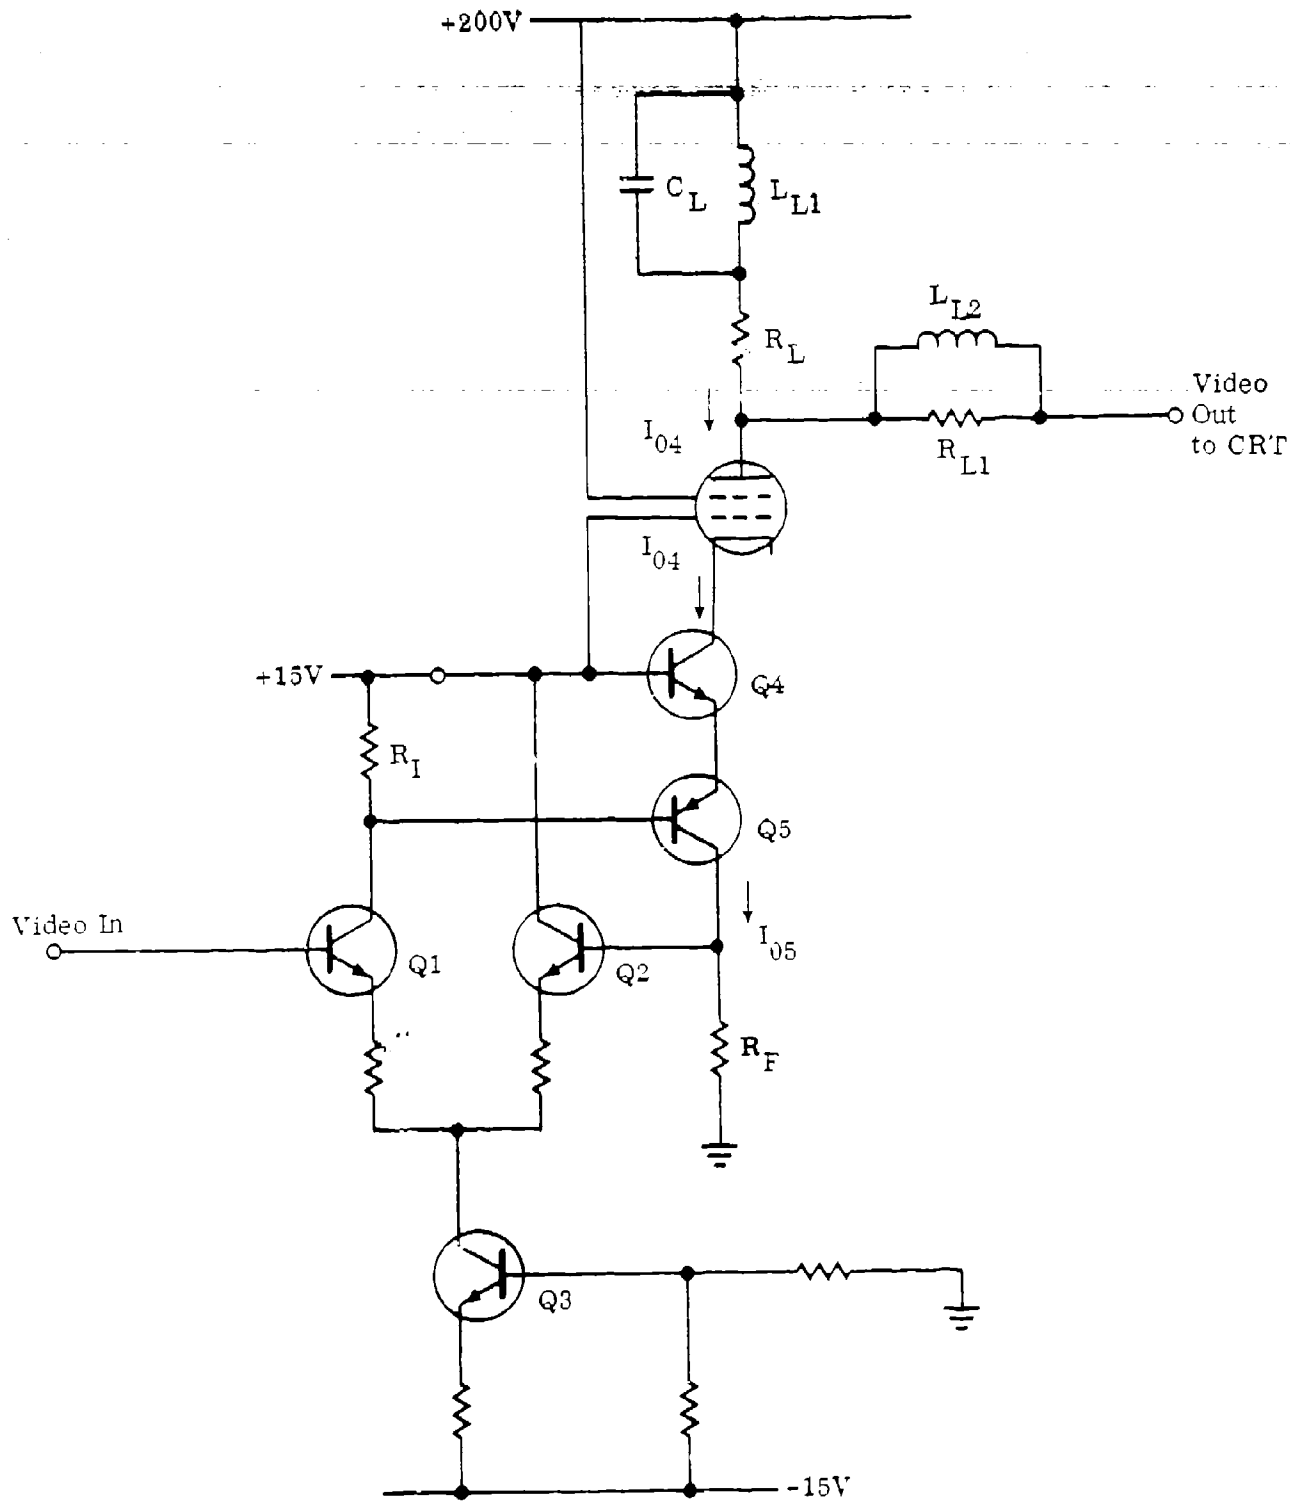 +200V
C_L
L_L1
L_L2
R_L
Video
Out
to CRT
I_04
R_L1
I_04
+15V
Q4
R_I
Q5
Video In
I_05
Q1
Q2
R_F
Q3
-15V